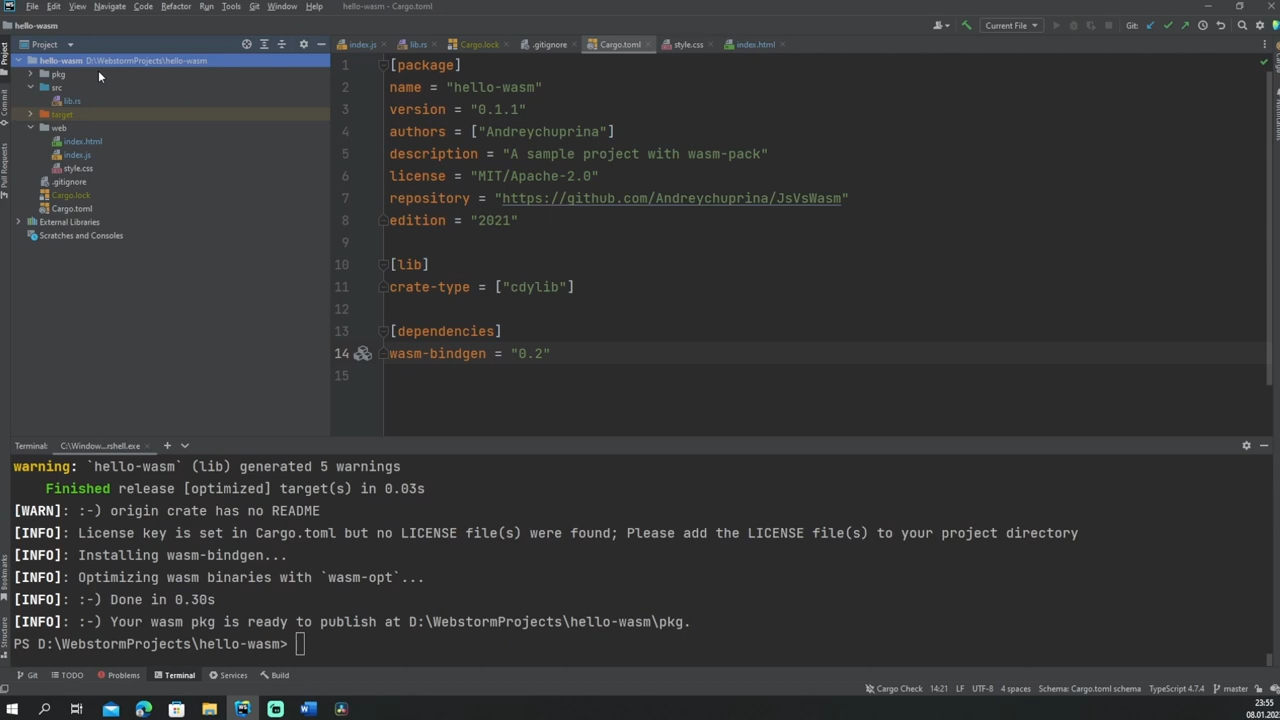 File Edit View Navigate Code Refactor Run Tools Git Window Help hello-wasm - Cargo.toml
hello-wasm
Current File
Git:
Project
index.js
lib.rs
Cargo.lock
.gitignore
Cargo.toml
style.css
index.html
hello-wasm D:\WebstormProjects\hello-wasm
pkg
src
lib.rs
target
web
index.html
index.js
style.css
.gitignore
Cargo.lock
Cargo.toml
External Libraries
Scratches and Consoles
Project
Commit
Pull Requests
Bookmarks
Structure
1 [package]
2 name = "hello-wasm"
3 version = "0.1.1"
4 authors = ["Andreychuprina"]
5 description = "A sample project with wasm-pack"
6 license = "MIT/Apache-2.0"
7 repository = "https://github.com/Andreychuprina/JsVsWasm"
8 edition = "2021"
9
10 [lib]
11 crate-type = ["cdylib"]
12
13 [dependencies]
14 wasm-bindgen = "0.2"
15
Terminal: C:\Window...rshell.exe
warning: `hello-wasm` (lib) generated 5 warnings
Finished release [optimized] target(s) in 0.03s
[WARN]: :-) origin crate has no README
[INFO]: License key is set in Cargo.toml but no LICENSE file(s) were found; Please add the LICENSE file(s) to your project directory
[INFO]: Installing wasm-bindgen...
[INFO]: Optimizing wasm binaries with `wasm-opt`...
[INFO]: :-) Done in 0.30s
[INFO]: :-) Your wasm pkg is ready to publish at D:\WebstormProjects\hello-wasm\pkg.
PS D:\WebstormProjects\hello-wasm>
Git TODO Problems Terminal Services Build
Cargo Check 14:21 LF UTF-8 4 spaces Schema: Cargo.toml schema TypeScript 4.7.4 master
23:55